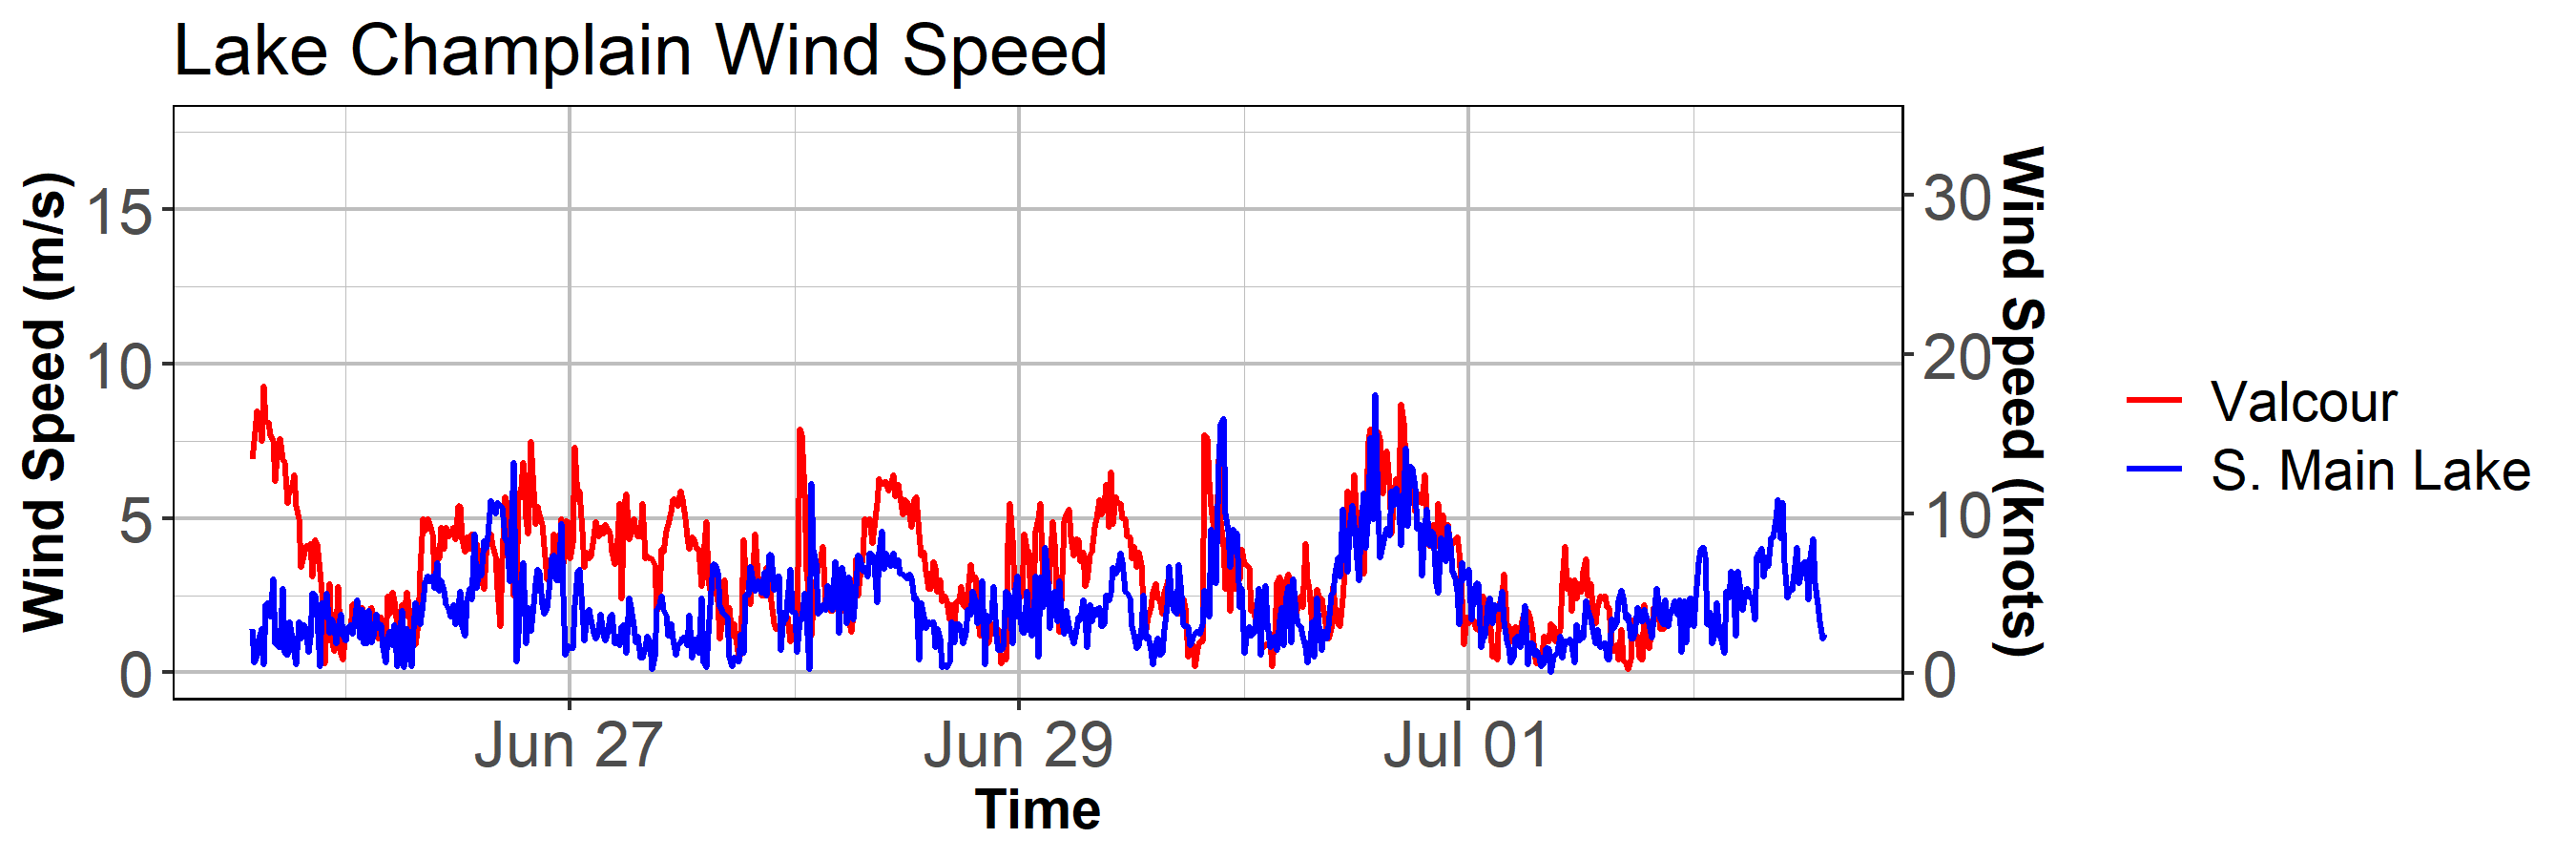 Lake Champlain Wind Speed
Wind Speed (m/s)
15
10
5
0
30
20
10
0
Wind Speed (knots)
Jun 27
Jun 29
Jul 01
Time
Valcour
S. Main Lake